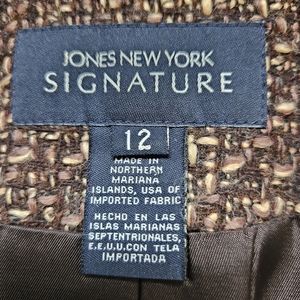 JONES NEW YORK
SIGNATURE
12
MADE IN
NORTHERN
MARIANA
ISLANDS, USA OF
IMPORTED FABRIC
HECHO EN LAS
ISLAS MARIANAS
SEPTENTRIONALES,
E.E.U.U.CON TELA
IMPORTADA